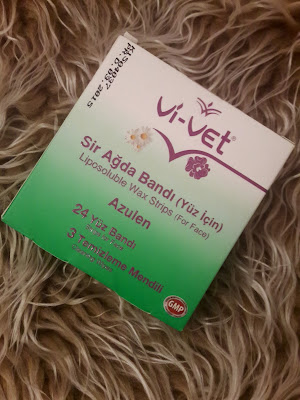 vi-vet
Sir Ağda Bandı (Yüz İçin)
Liposoluble Wax Strips (For Face)
Azulen
24 Yüz Bandı
3 Temizleme Mendili
GMP